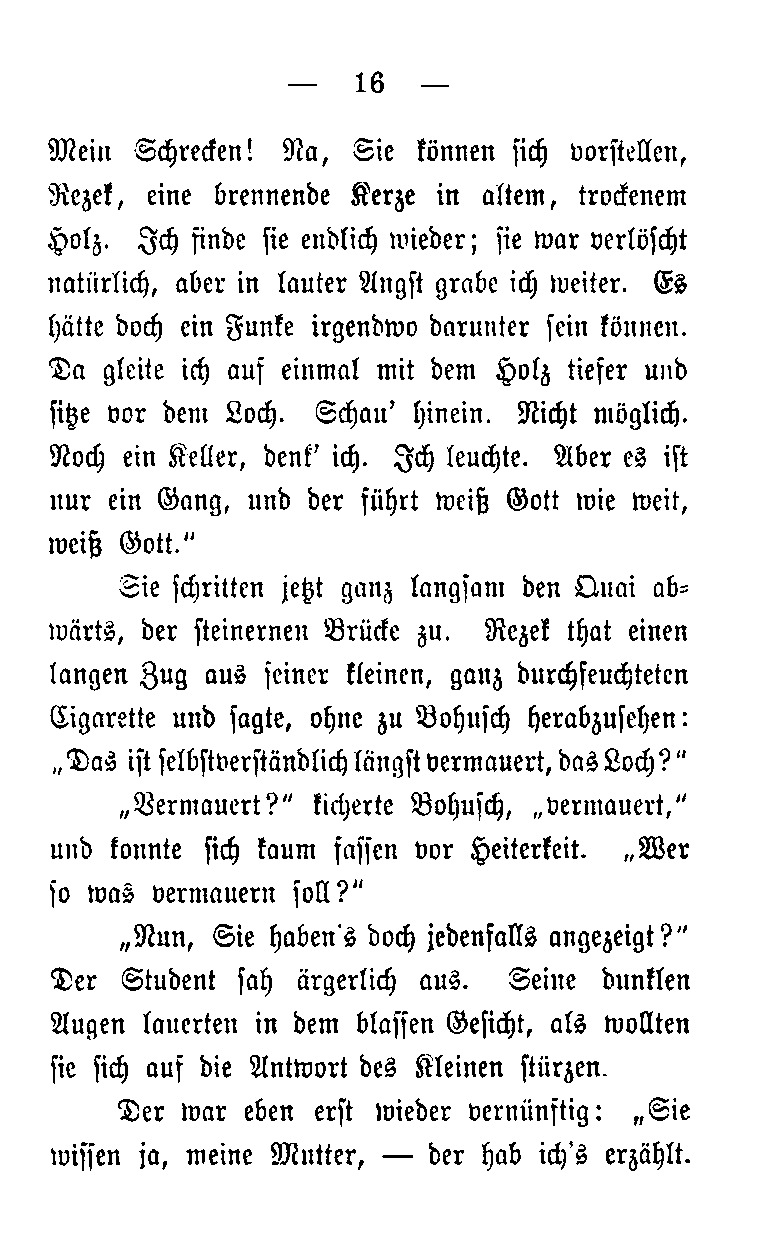 — 16 —
Mein Schrecken! Na, Sie können sich vorstellen,
Rezek, eine brennende Kerze in altem, trockenem
Holz. Ich finde sie endlich wieder; sie war verlöscht
natürlich, aber in lauter Angst grabe ich weiter. Es
hätte doch ein Funke irgendwo darunter sein können.
Da gleite ich auf einmal mit dem Holz tiefer und
sitze vor dem Loch. Schau' hinein. Nicht möglich.
Noch ein Keller, denk' ich. Ich leuchte. Aber es ist
nur ein Gang, und der führt weiß Gott wie weit,
weiß Gott."
Sie schritten jetzt ganz langsam den Quai ab-
wärts, der steinernen Brücke zu. Rezek that einen
langen Zug aus seiner kleinen, ganz durchfeuchteten
Cigarette und sagte, ohne zu Bohusch herabzusehen:
„Das ist selbstverständlich längst vermauert, das Loch?"
„Vermauert?" kicherte Bohusch, „vermauert,"
und konnte sich kaum fassen vor Heiterkeit. „Wer
so was vermauern soll?"
„Nun, Sie haben's doch jedenfalls angezeigt?"
Der Student sah ärgerlich aus. Seine dunklen
Augen lauerten in dem blassen Gesicht, als wollten
sie sich auf die Antwort des Kleinen stürzen.
Der war eben erst wieder vernünftig: „Sie
wissen ja, meine Mutter, — der hab ich's erzählt.